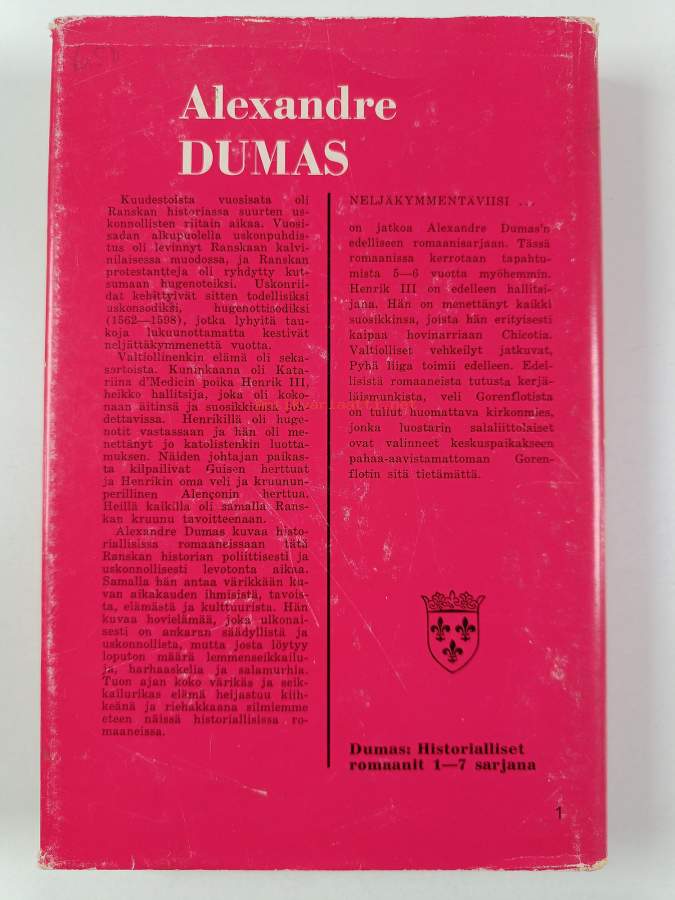 Alexandre
DUMAS
Kuudestoista vuosisata oli
Ranskan historiassa suurten us-
konnollisten riitain aikaa. Vuosi-
sadan alkupuolella uskonpuhdis-
tus oli levinnyt Ranskaan kalvi-
nilaisessa muodossa, ja Ranskan
protestantteja oli ryhdytty kut-
sumaan hugenoteiksi. Uskonrii-
dat kehittyivät sitten todellisiksi
uskonsodiksi, hugenottisodiksi
(1562—1598), jotka lyhyitä tau-
koja lukuunottamatta kestivät
neljättäkymmenettä vuotta.
Valtiollinenkin elämä oli seka-
sortoista. Kuninkaana oli Kata-
riina d'Medicin poika Henrik III,
heikko hallitsija, joka oli koko-
naan äitinsä ja suosikkiensa joh-
dettavissa. Henrikillä oli huge-
notit vastassaan ja hän oli me-
nettänyt jo katolistenkin luotta-
muksen. Näiden johtajan paikas-
ta kilpailivat Guisen herttuat
ja Henrikin oma veli ja kruunun-
perillinen Alençonin herttua.
Heillä kaikilla oli samalla Rans-
kan kruunu tavoitteenaan.
Alexandre Dumas kuvaa histo-
riallisissa romaaneissaan tätä
Ranskan historian poliittisesti ja
uskonnollisesti levotonta aikaa.
Samalla hän antaa värikkään ku-
van aikakauden ihmisistä, tavois-
ta, elämästä ja kulttuurista. Hän
kuvaa hovielämää, joka ulkonai-
sesti on ankaran säädyllistä ja
uskonnollista, mutta josta löytyy
loputon määrä lemmenseikkailu-
ja, harhaaskelia ja salamurhia.
Tuon ajan koko värikäs ja seik-
kailurikas elämä heijastuu kiih-
keänä ja riehakkaana silmiemme
eteen näissä historiallisissa ro-
maaneissa.
NELJÄKYMMENTÄVIISI ...
on jatkoa Alexandre Dumas'n
edelliseen romaanisarjaan. Tässä
romaanissa kerrotaan tapahtu-
mista 5—6 vuotta myöhemmin.
Henrik III on edelleen hallitsi-
jana. Hän on menettänyt kaikki
suosikkinsa, joista hän erityisesti
kaipaa hovinarriaan Chicotia.
Valtiolliset vehkeilyt jatkuvat,
Pyhä liiga toimii edelleen. Edel-
lisistä romaaneista tutusta kerjä-
läismunkista, veli Gorenflotista
on tullut huomattava kirkonmies,
jonka luostarin salaliittolaiset
ovat valinneet keskuspaikakseen
pahaa-aavistamattoman Goren-
flotin sitä tietämättä.
Dumas: Historialliset
romaanit 1—7 sarjana
1